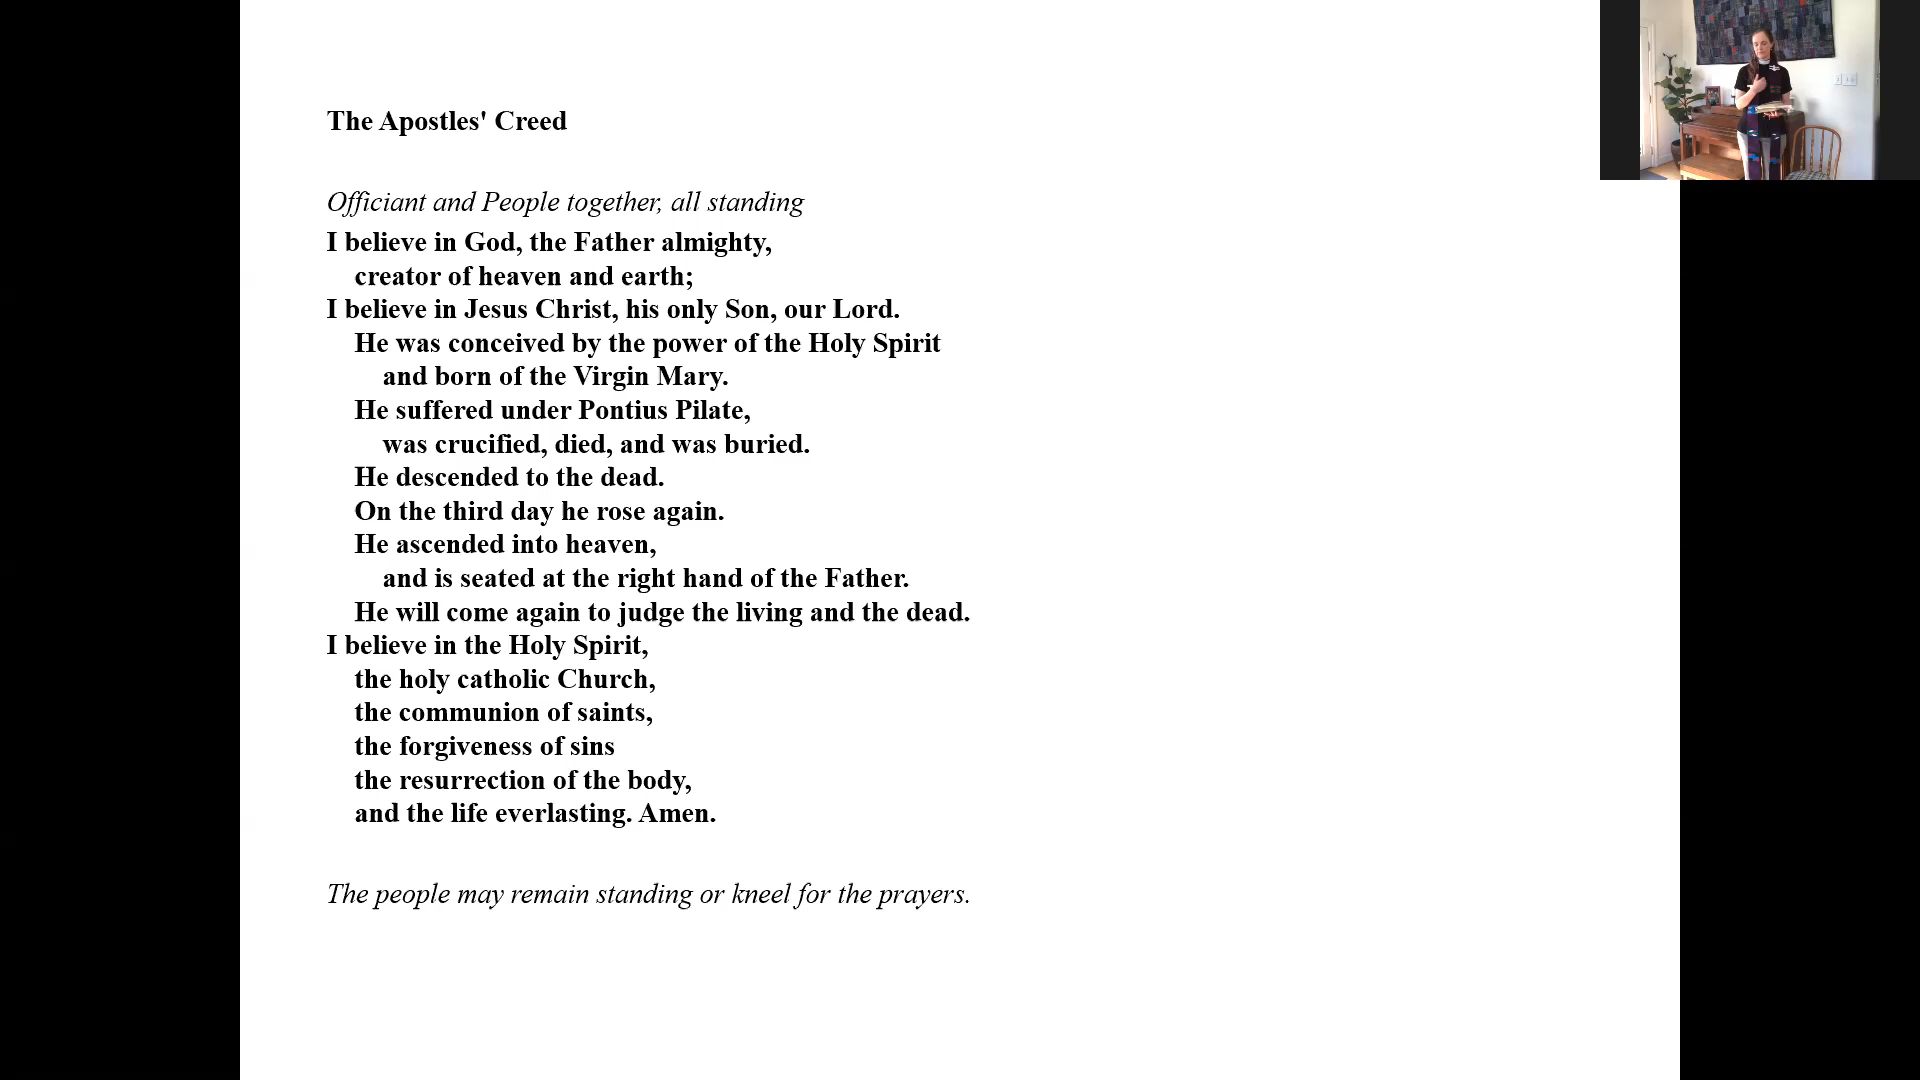 The Apostles' Creed
Officiant and People together, all standing
I believe in God, the Father almighty,
creator of heaven and earth;
I believe in Jesus Christ, his only Son, our Lord.
He was conceived by the power of the Holy Spirit
and born of the Virgin Mary.
He suffered under Pontius Pilate,
was crucified, died, and was buried.
He descended to the dead.
On the third day he rose again.
He ascended into heaven,
and is seated at the right hand of the Father.
He will come again to judge the living and the dead.
I believe in the Holy Spirit,
the holy catholic Church,
the communion of saints,
the forgiveness of sins
the resurrection of the body,
and the life everlasting. Amen.
The people may remain standing or kneel for the prayers.